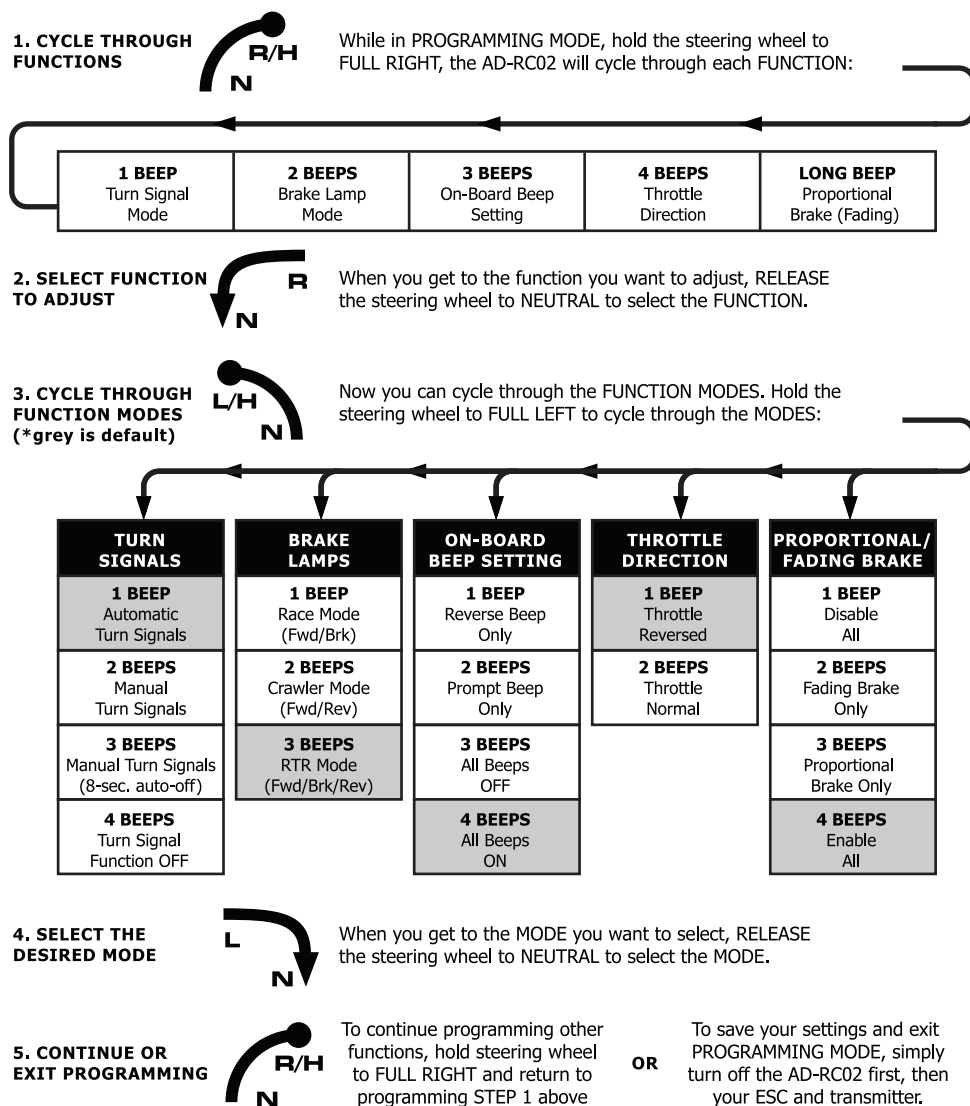 1. CYCLE THROUGH
FUNCTIONS
R/H
N
While in PROGRAMMING MODE, hold the steering wheel to
FULL RIGHT, the AD-RC02 will cycle through each FUNCTION:
1 BEEP
Turn Signal
Mode
2 BEEPS
Brake Lamp
Mode
3 BEEPS
On-Board Beep
Setting
4 BEEPS
Throttle
Direction
LONG BEEP
Proportional
Brake (Fading)
2. SELECT FUNCTION
TO ADJUST
R
N
When you get to the function you want to adjust, RELEASE
the steering wheel to NEUTRAL to select the FUNCTION.
3. CYCLE THROUGH
FUNCTION MODES
(*grey is default)
L/H
N
Now you can cycle through the FUNCTION MODES. Hold the
steering wheel to FULL LEFT to cycle through the MODES:
TURN
SIGNALS
1 BEEP
Automatic
Turn Signals
2 BEEPS
Manual
Turn Signals
3 BEEPS
Manual Turn Signals
(8-sec. auto-off)
4 BEEPS
Turn Signal
Function OFF
BRAKE
LAMPS
1 BEEP
Race Mode
(Fwd/Brk)
2 BEEPS
Crawler Mode
(Fwd/Rev)
3 BEEPS
RTR Mode
(Fwd/Brk/Rev)
ON-BOARD
BEEP SETTING
1 BEEP
Reverse Beep
Only
2 BEEPS
Prompt Beep
Only
3 BEEPS
All Beeps
OFF
4 BEEPS
All Beeps
ON
THROTTLE
DIRECTION
1 BEEP
Throttle
Reversed
2 BEEPS
Throttle
Normal
PROPORTIONAL/
FADING BRAKE
1 BEEP
Disable
All
2 BEEPS
Fading Brake
Only
3 BEEPS
Proportional
Brake Only
4 BEEPS
Enable
All
4. SELECT THE
DESIRED MODE
L
N
When you get to the MODE you want to select, RELEASE
the steering wheel to NEUTRAL to select the MODE.
5. CONTINUE OR
EXIT PROGRAMMING
R/H
N
To continue programming other
functions, hold steering wheel
to FULL RIGHT and return to
programming STEP 1 above
OR
To save your settings and exit
PROGRAMMING MODE, simply
turn off the AD-RC02 first, then
your ESC and transmitter.